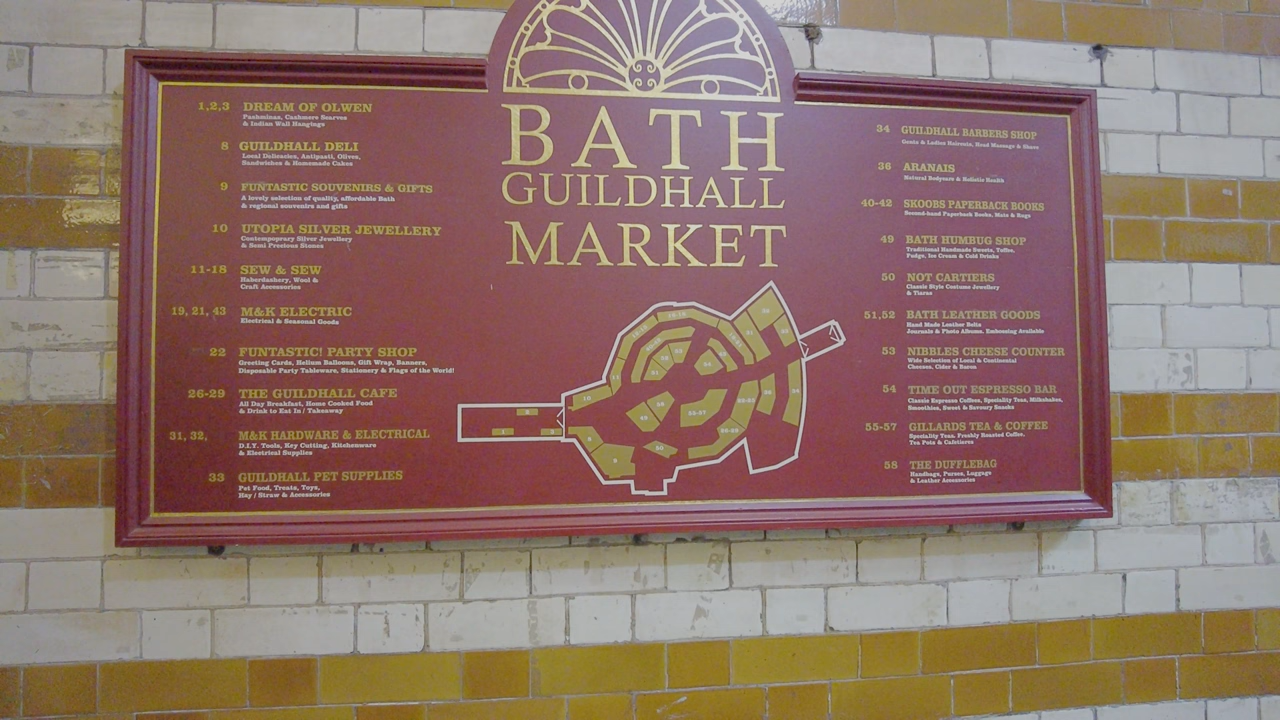 BATH
GUILDHALL
MARKET
1,2,3 DREAM OF OLWEN
Pashminas, Cashmere Scarves
& Indian Wall Hangings
8 GUILDHALL DELI
Local Delicacies, Antipasti, Olives,
Sandwiches & Homemade Cakes
9 FUNTASTIC SOUVENIRS & GIFTS
A lovely selection of quality, affordable Bath
& regional souvenirs and gifts
10 UTOPIA SILVER JEWELLERY
Contemporary Silver Jewellery
& Semi Precious Stones
11-18 SEW & SEW
Haberdashery, Wool &
Craft Accessories
19, 21, 43 M&K ELECTRIC
Electrical & Seasonal Goods
22 FUNTASTIC! PARTY SHOP
Greeting Cards, Helium Balloons, Gift Wrap, Banners,
Disposable Party Tableware, Stationery & Flags of the World!
26-29 THE GUILDHALL CAFE
All Day Breakfast, Home Cooked Food
& Drink to Eat In / Takeaway
31, 32, M&K HARDWARE & ELECTRICAL
D.I.Y. Tools, Key Cutting, Kitchenware
& Electrical Supplies
33 GUILDHALL PET SUPPLIES
Pet Food, Treats, Toys,
Hay / Straw & Accessories
34 GUILDHALL BARBERS SHOP
Gents & Ladies Haircuts, Head Massage & Shave
36 ARANAIS
Natural Bodycare & Holistic Health
40-42 SKOOBS PAPERBACK BOOKS
Second-hand Paperback Books, Mats & Rugs
49 BATH HUMBUG SHOP
Traditional Handmade Sweets, Toffee,
Fudge, Ice Cream & Cold Drinks
50 NOT CARTIERS
Classic Style Costume Jewellery
& Tiaras
51,52 BATH LEATHER GOODS
Hand Made Leather Belts
Journals & Photo Albums, Embossing Available
53 NIBBLES CHEESE COUNTER
Wide Selection of Local & Continental
Cheeses, Cider & Bacon
54 TIME OUT ESPRESSO BAR
Classic Espresso Coffees, Speciality Teas, Milkshakes,
Smoothies, Sweet & Savoury Snacks
55-57 GILLARDS TEA & COFFEE
Speciality Teas, Freshly Roasted Coffee,
Tea Pots & Cafetieres
58 THE DUFFLEBAG
Handbags, Purses, Luggage
& Leather Accessories